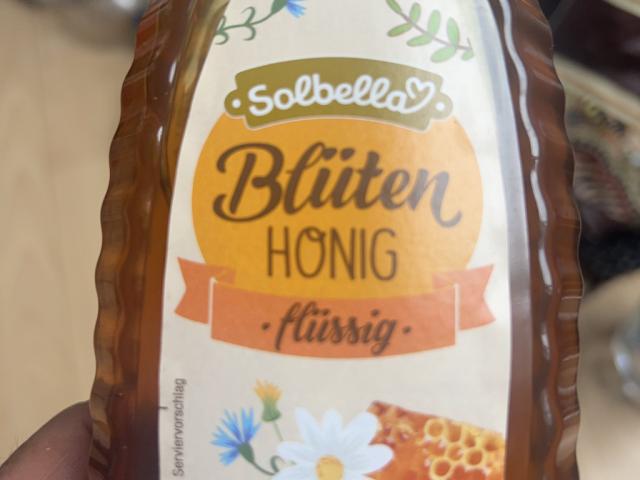 Solbella
Blüten
HONIG
·flüssig·
Serviervorschlag